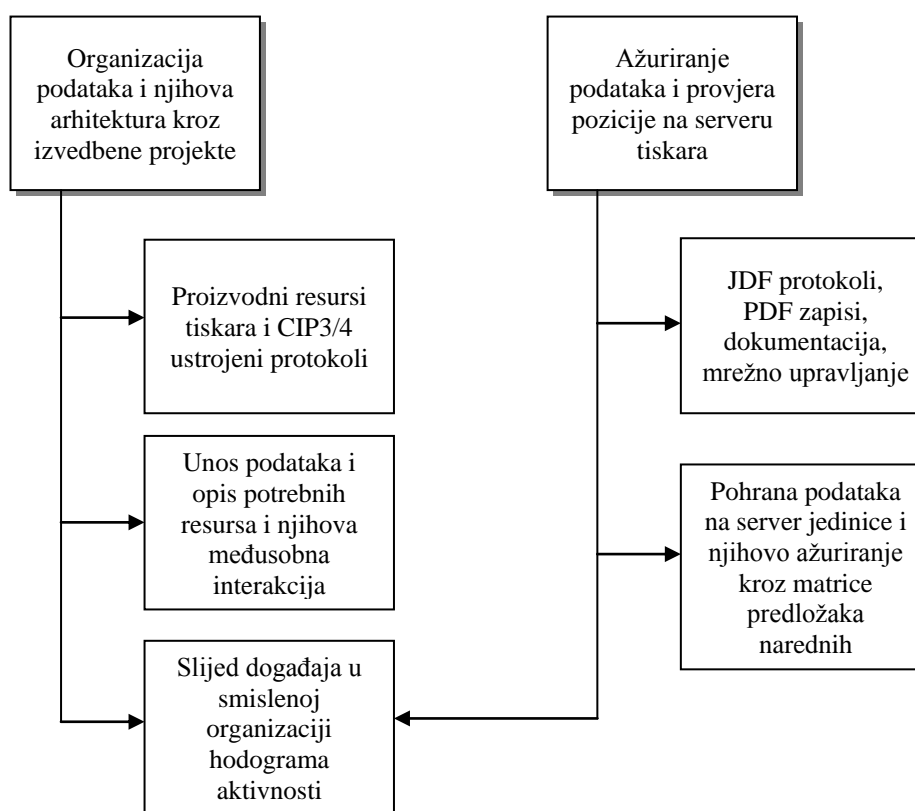 Organizacija
podataka i njihova
arhitektura kroz
izvedbene projekte
Ažuriranje
podataka i provjera
pozicije na serveru
tiskara
Proizvodni resursi
tiskara i CIP3/4
ustrojeni protokoli
JDF protokoli,
PDF zapisi,
dokumentacija,
mrežno upravljanje
Unos podataka i
opis potrebnih
resursa i njihova
međusobna
interakcija
Pohrana podataka
na server jedinice i
njihovo ažuriranje
kroz matrice
predložaka
narednih
Slijed događaja u
smislenoj
organizaciji
hodograma
aktivnosti